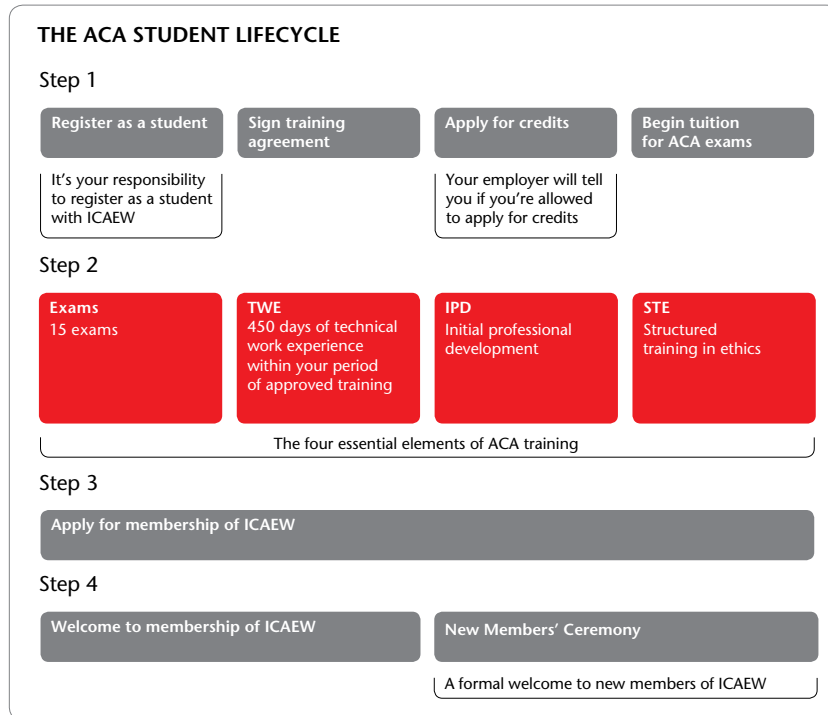 THE ACA STUDENT LIFECYCLE
Step 1
Register as a student
Sign training
agreement
Apply for credits
Begin tuition
for ACA exams
It's your responsibility
to register as a student
with ICAEW
Your employer will tell
you if you're allowed
to apply for credits
Step 2
Exams
15 exams
TWE
450 days of technical
work experience
within your period
of approved training
IPD
Initial professional
development
STE
Structured
training in ethics
The four essential elements of ACA training
Step 3
Apply for membership of ICAEW
Step 4
Welcome to membership of ICAEW
New Members’ Ceremony
A formal welcome to new members of ICAEW